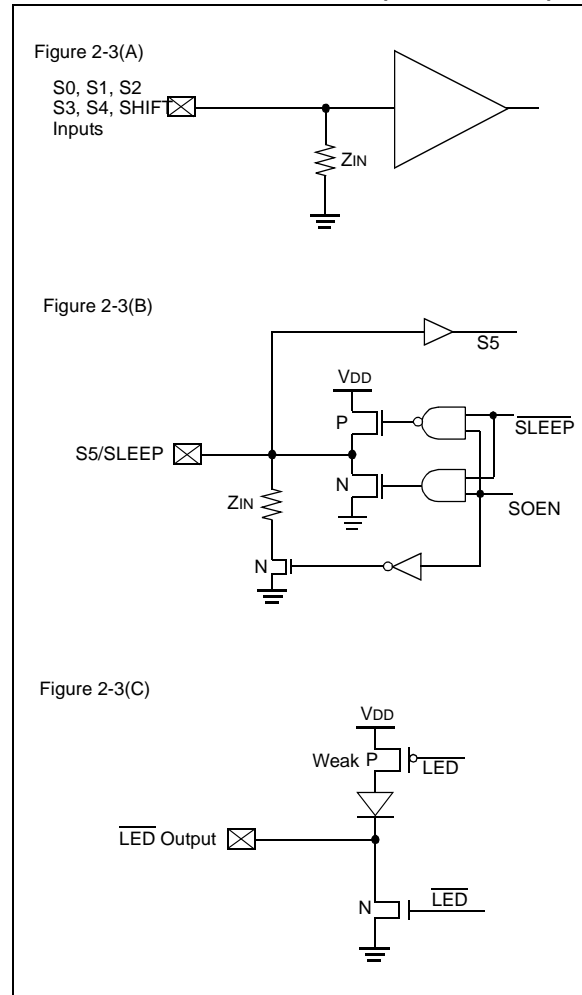 Figure 2-3(A)
S0, S1, S2
S3, S4, SHIFT
Inputs
ZIN
Figure 2-3(B)
S5
VDD
P
SLEEP
S5/SLEEP
N
ZIN
SOEN
N
Figure 2-3(C)
VDD
Weak P
LED
LED Output
LED
N